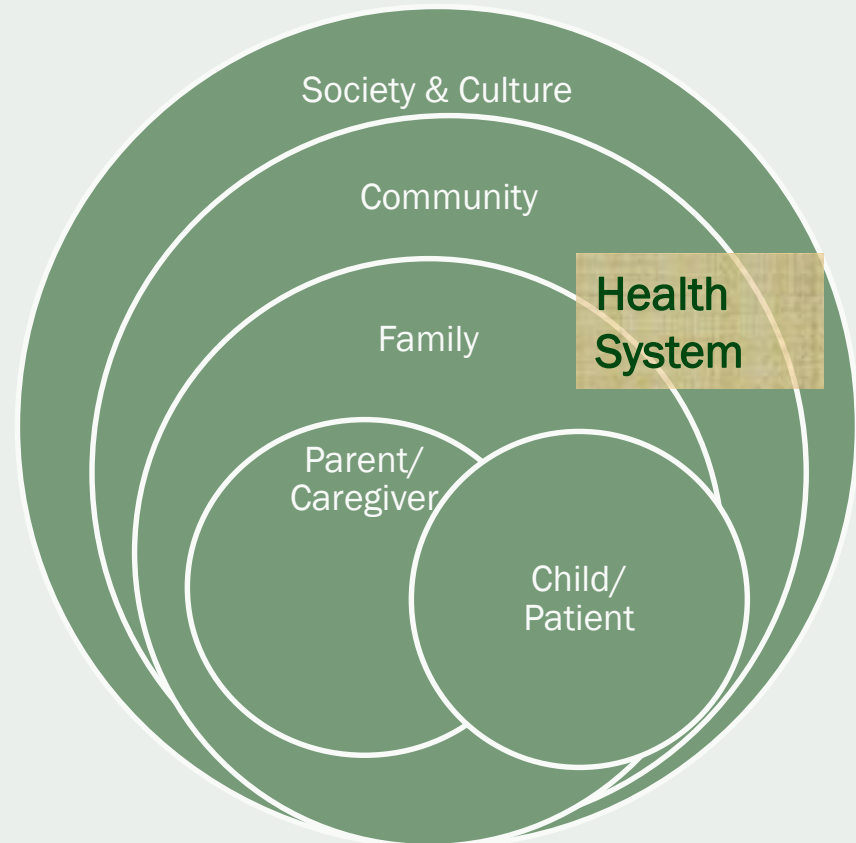 Society & Culture
Community
Health
System
Family
Parent/
Caregiver
Child/
Patient